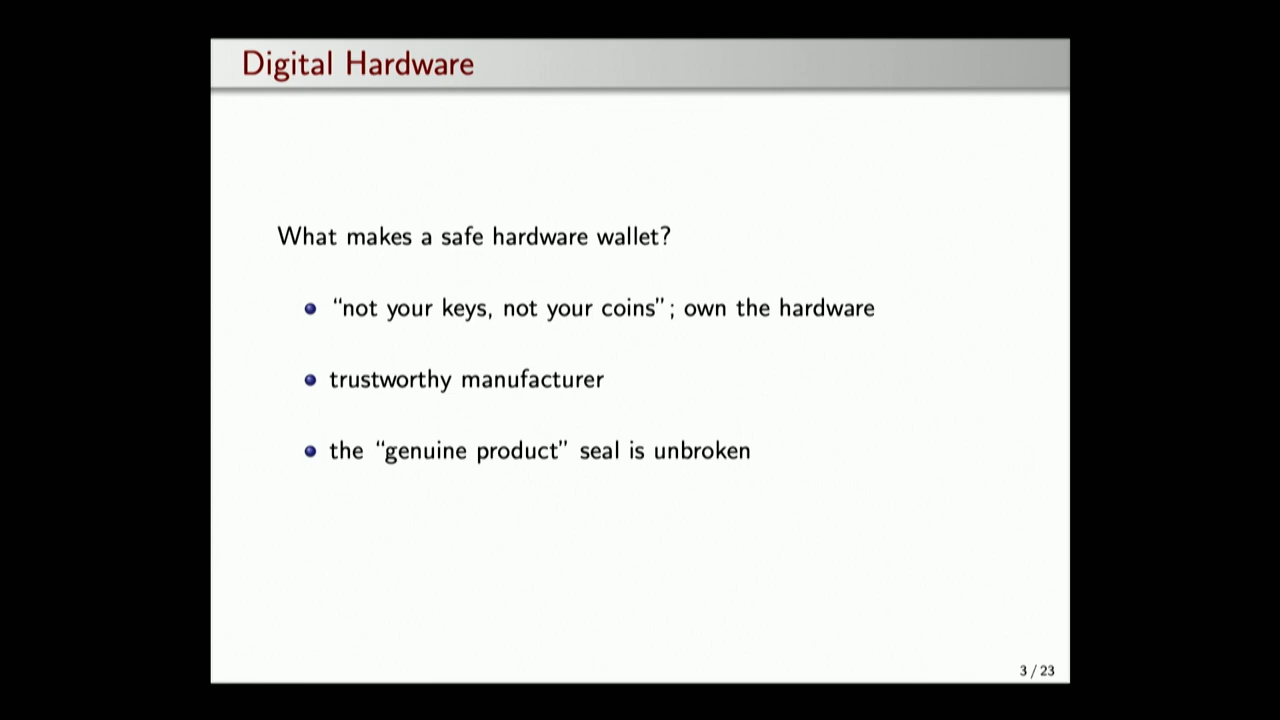 Digital Hardware
What makes a safe hardware wallet?
“not your keys, not your coins”; own the hardware
trustworthy manufacturer
the “genuine product” seal is unbroken
3 / 23